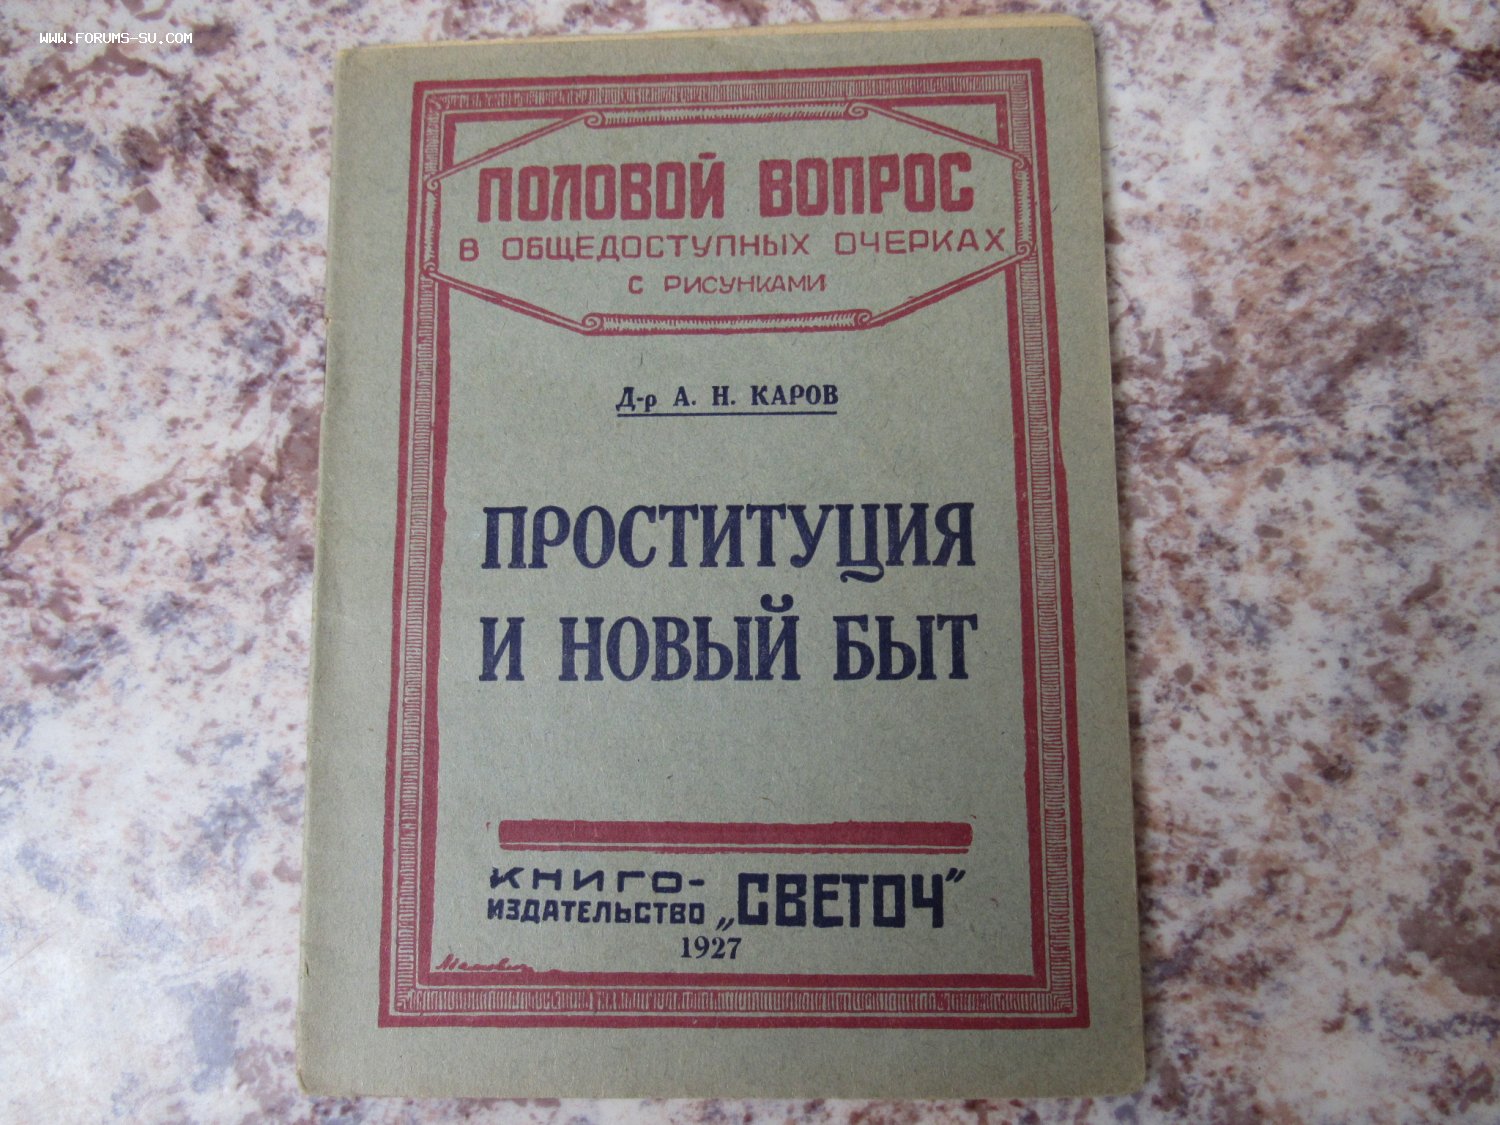 WWW.FORUMS-SU.COM
ПОЛОВОЙ ВОПРОС
В ОБЩЕДОСТУПНЫХ ОЧЕРКАХ
С РИСУНКАМИ
Д-р А. Н. КАРОВ
ПРОСТИТУЦИЯ
И НОВЫЙ БЫТ
КНИГО-
ИЗДАТЕЛЬСТВО „СВЕТОЧ"
1927